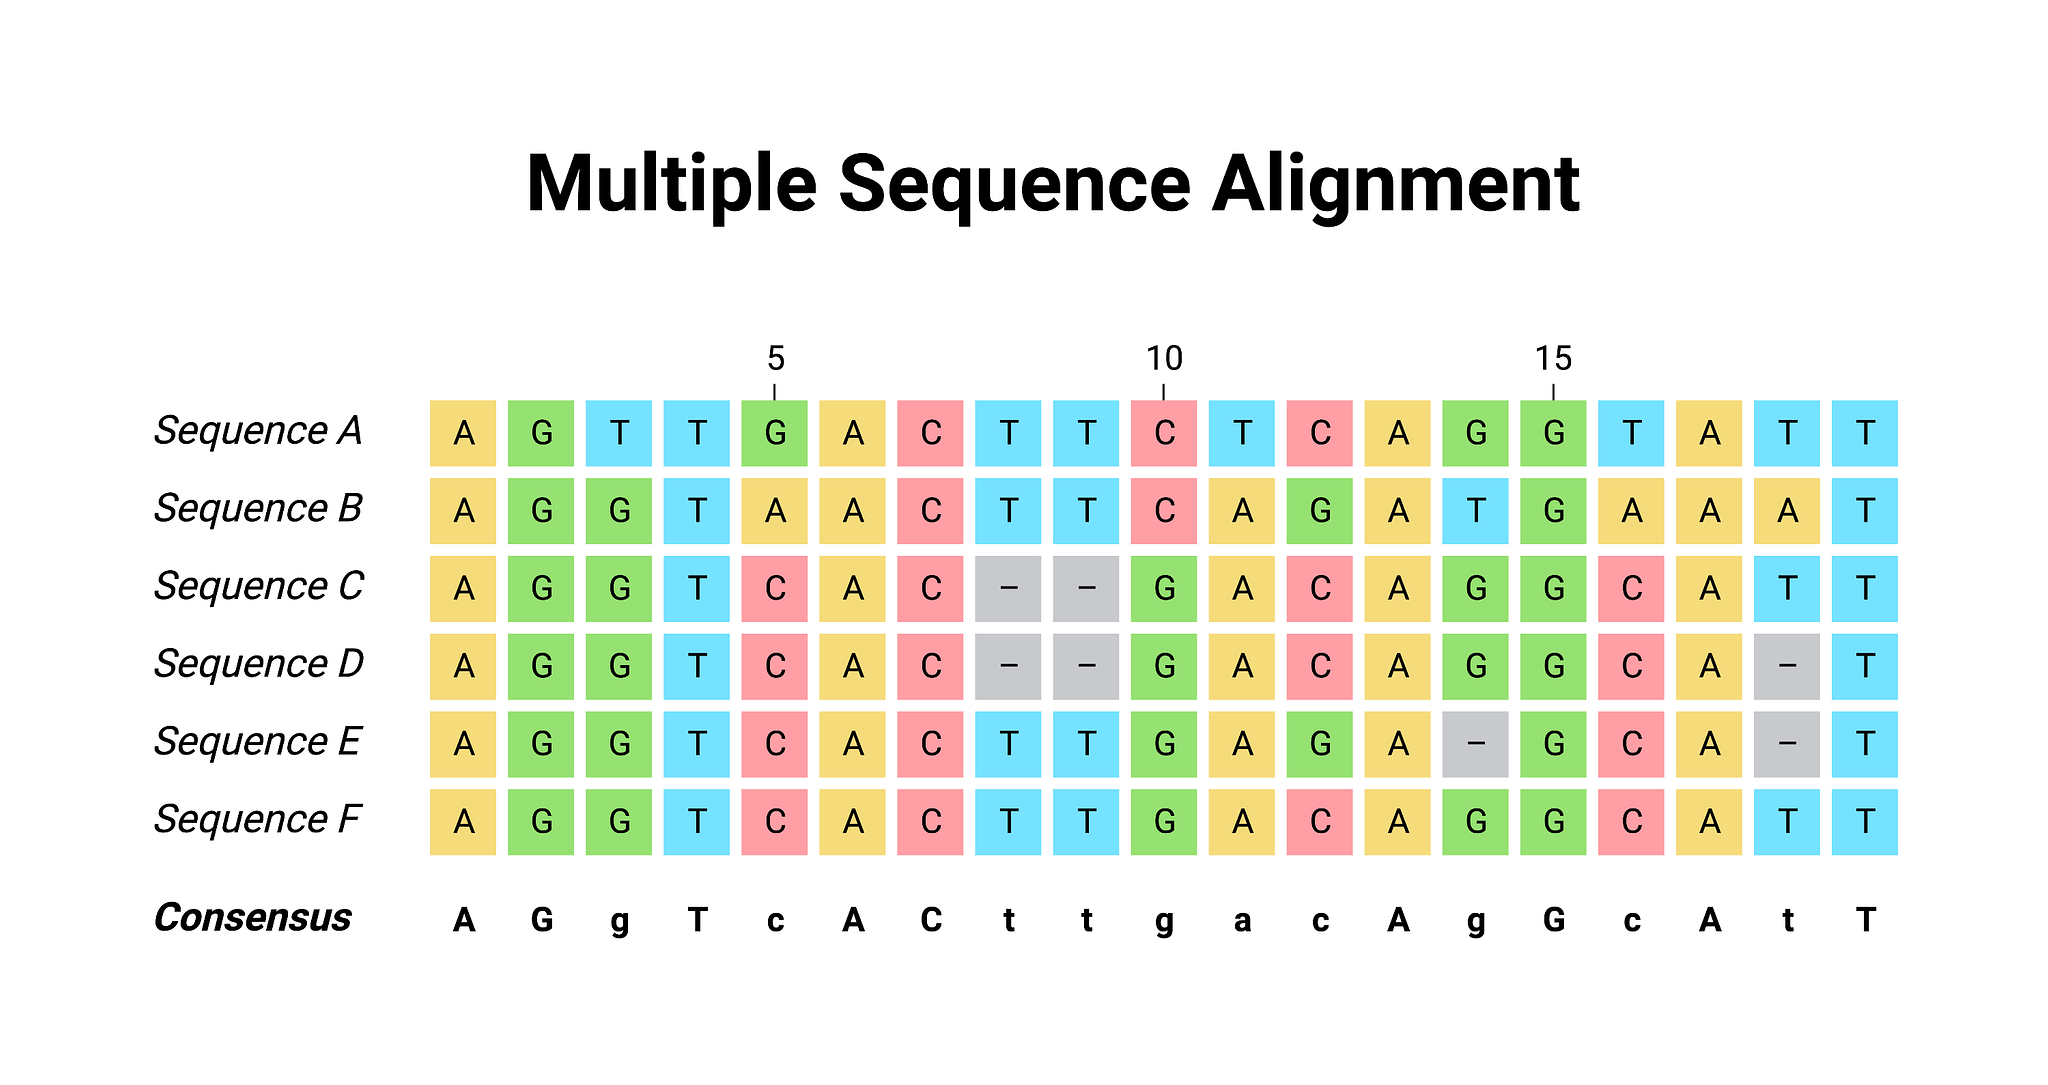 Multiple Sequence Alignment
5 10 15
Sequence A A G T T G A C T T C T C A G G T A T T
Sequence B A G G T A A C T T C A G A T G A A A T
Sequence C A G G T C A C – – G A C A G G C A T T
Sequence D A G G T C A C – – G A C A G G C A – T
Sequence E A G G T C A C T T G A G A – G C A – T
Sequence F A G G T C A C T T G A C A G G C A T T
Consensus A G g T c A C t t g a c A g G c A t T